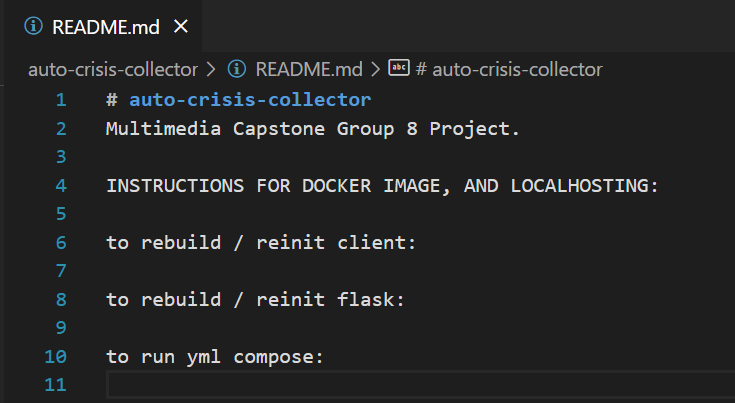 README.md ×
auto-crisis-collector > README.md > abc # auto-crisis-collector
1 # auto-crisis-collector
2 Multimedia Capstone Group 8 Project.
3
4 INSTRUCTIONS FOR DOCKER IMAGE, AND LOCALHOSTING:
5
6 to rebuild / reinit client:
7
8 to rebuild / reinit flask:
9
10 to run yml compose:
11